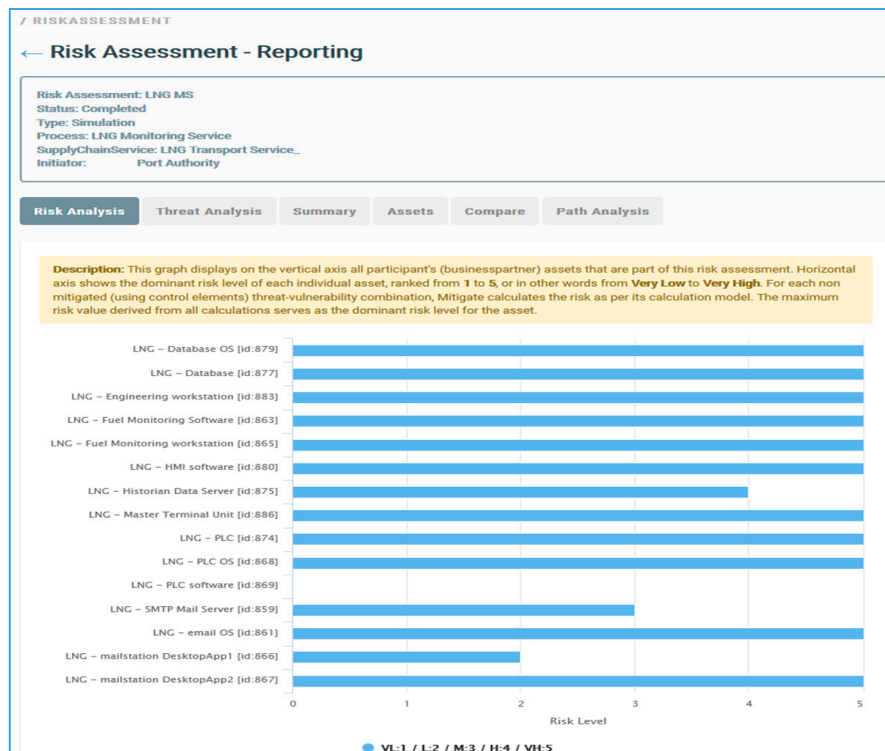 / RISKASSESSMENT
← Risk Assessment - Reporting
Risk Assessment: LNG MS
Status: Completed
Type: Simulation
Process: LNG Monitoring Service
SupplyChainService: LNG Transport Service_
Initiator: Port Authority
Risk Analysis Threat Analysis Summary Assets Compare Path Analysis
Description: This graph displays on the vertical axis all participant's (businesspartner) assets that are part of this risk assessment. Horizontal
axis shows the dominant risk level of each individual asset, ranked from 1 to 5, or in other words from Very Low to Very High. For each non
mitigated (using control elements) threat-vulnerability combination, Mitigate calculates the risk as per its calculation model. The maximum
risk value derived from all calculations serves as the dominant risk level for the asset.
LNG – Database OS [id:879]
LNG – Database [id:877]
LNG – Engineering workstation [id:883]
LNG – Fuel Monitoring Software [id:863]
LNG – Fuel Monitoring workstation [id:865]
LNG – HMI software [id:880]
LNG – Historian Data Server [id:875]
LNG – Master Terminal Unit [id:886]
LNG – PLC [id:874]
LNG – PLC OS [id:868]
LNG – PLC software [id:869]
LNG – SMTP Mail Server [id:859]
LNG – email OS [id:861]
LNG – mailstation DesktopApp1 [id:866]
LNG – mailstation DesktopApp2 [id:867]
0 1 2 3 4 5
Risk Level
VL:1 / L:2 / M:3 / H:4 / VH:5